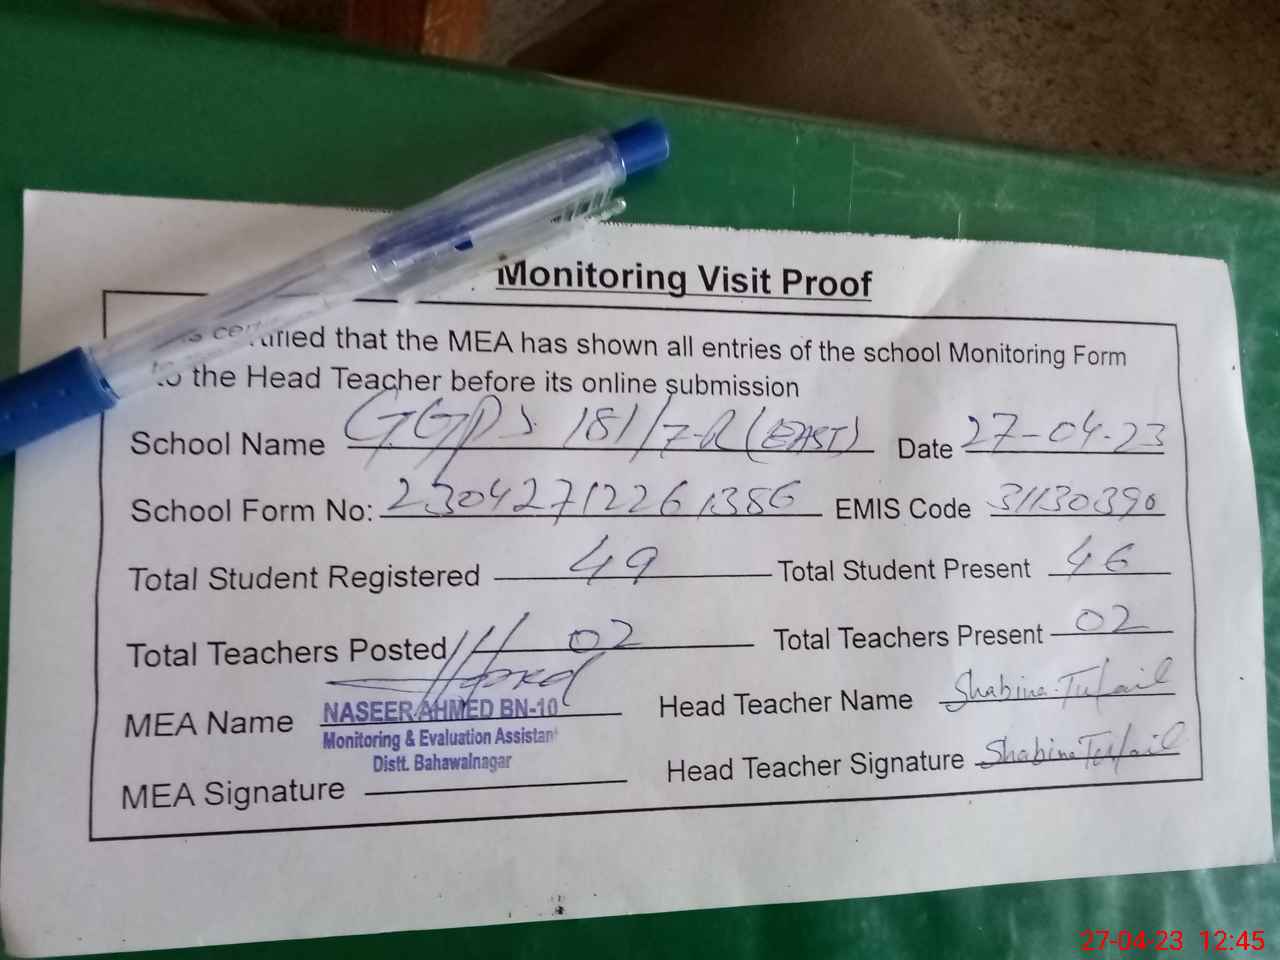 Monitoring Visit Proof
certified that the MEA has shown all entries of the school Monitoring Form
to the Head Teacher before its online submission
School Name GGPS 181/7-R (EAST) Date 27-04-23
School Form No: 23042712261386 EMIS Code 31130390
Total Student Registered 49 Total Student Present 46
Total Teachers Posted 02 Total Teachers Present 02
MEA Name NASEER AHMED BN-10 Head Teacher Name Shabina Tufail
Monitoring & Evaluation Assistant
Distt. Bahawalnagar
MEA Signature Head Teacher Signature Shabina Tufail
27-04-23 12:45